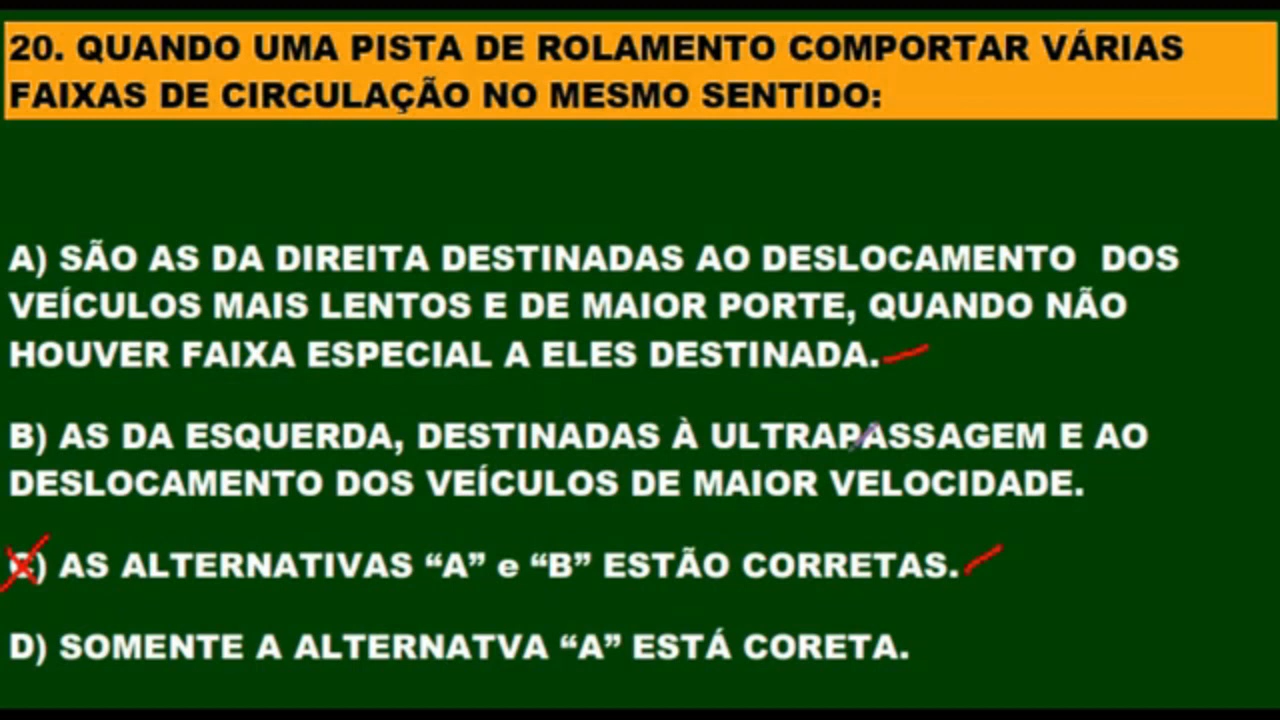 20. QUANDO UMA PISTA DE ROLAMENTO COMPORTAR VÁRIAS
FAIXAS DE CIRCULAÇÃO NO MESMO SENTIDO:
A) SÃO AS DA DIREITA DESTINADAS AO DESLOCAMENTO DOS
VEÍCULOS MAIS LENTOS E DE MAIOR PORTE, QUANDO NÃO
HOUVER FAIXA ESPECIAL A ELES DESTINADA.
B) AS DA ESQUERDA, DESTINADAS À ULTRAPASSAGEM E AO
DESLOCAMENTO DOS VEÍCULOS DE MAIOR VELOCIDADE.
C) AS ALTERNATIVAS “A” e “B” ESTÃO CORRETAS.
D) SOMENTE A ALTERNATVA “A” ESTÁ CORETA.